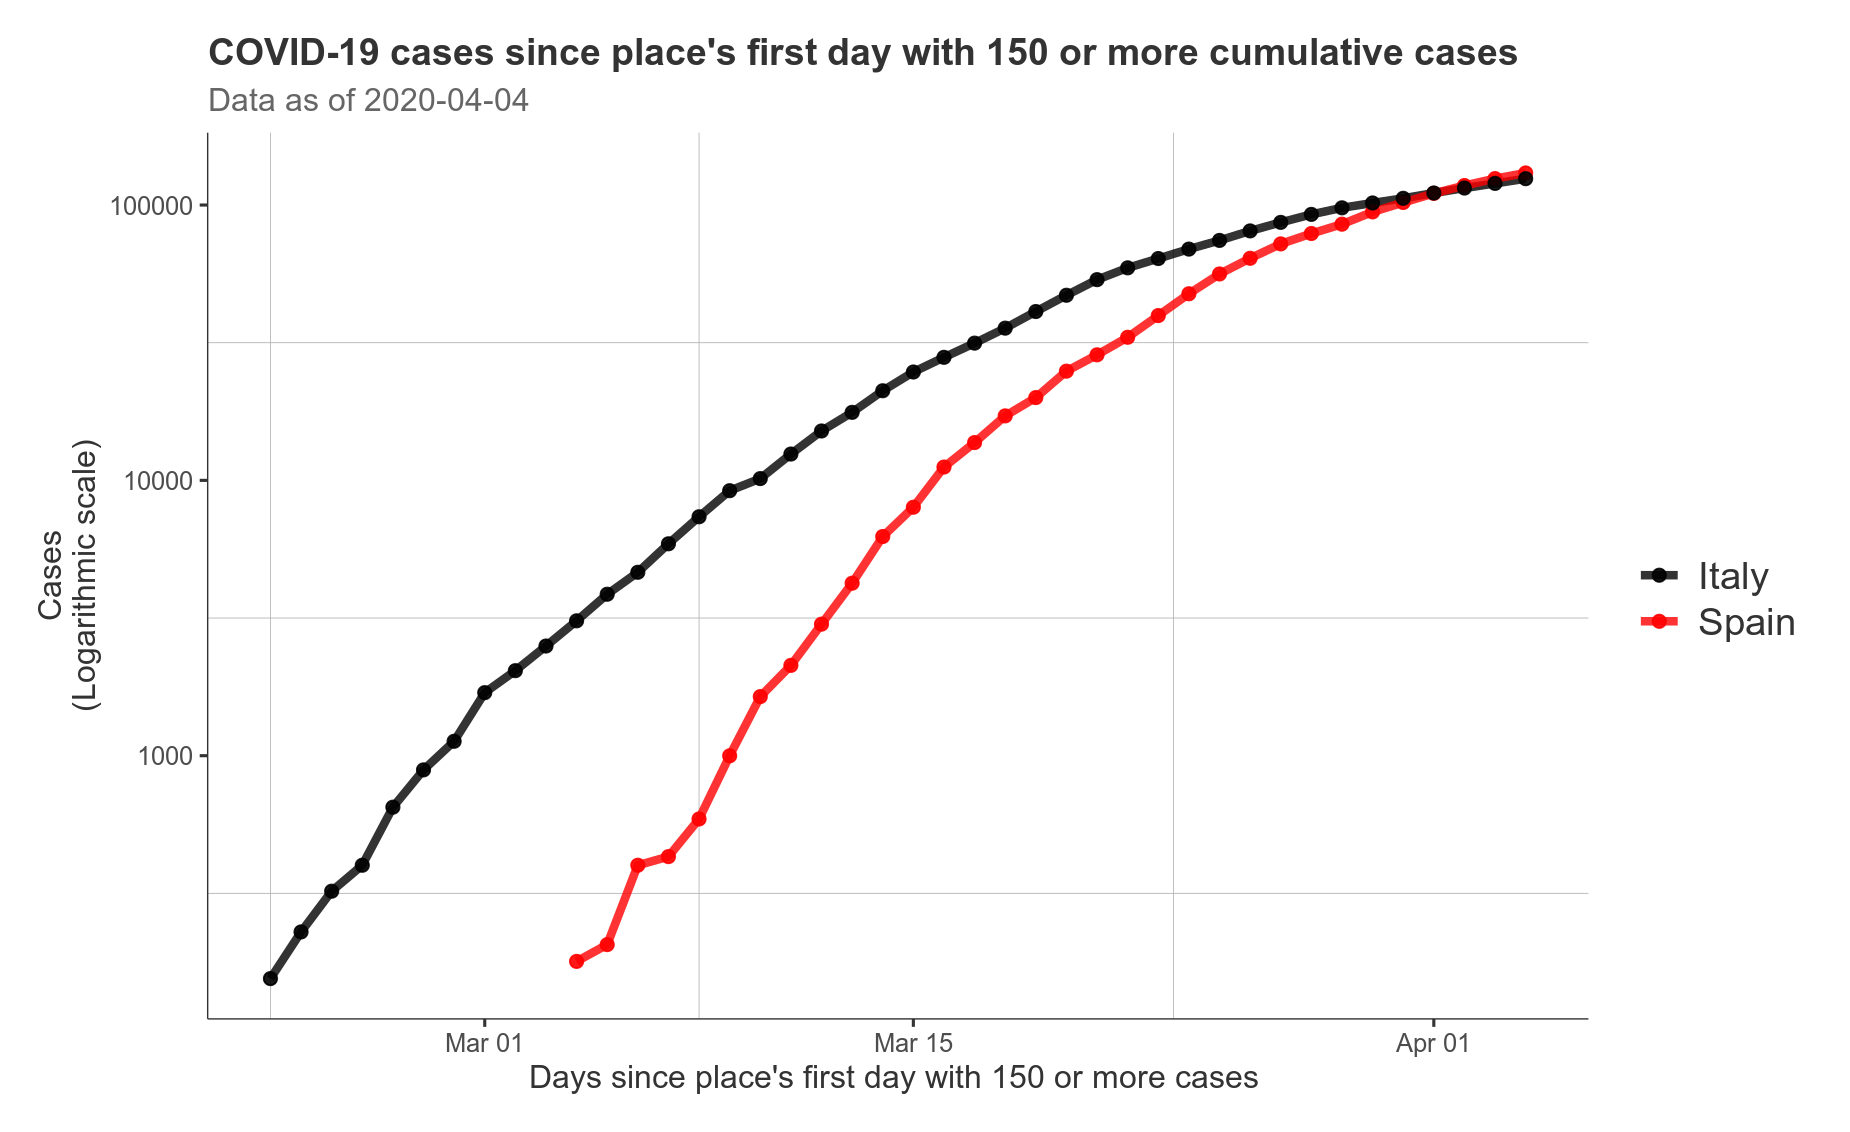 COVID-19 cases since place's first day with 150 or more cumulative cases
Data as of 2020-04-04
Cases
(Logarithmic scale)
100000
10000
1000
Italy
Spain
Mar 01
Mar 15
Apr 01
Days since place's first day with 150 or more cases